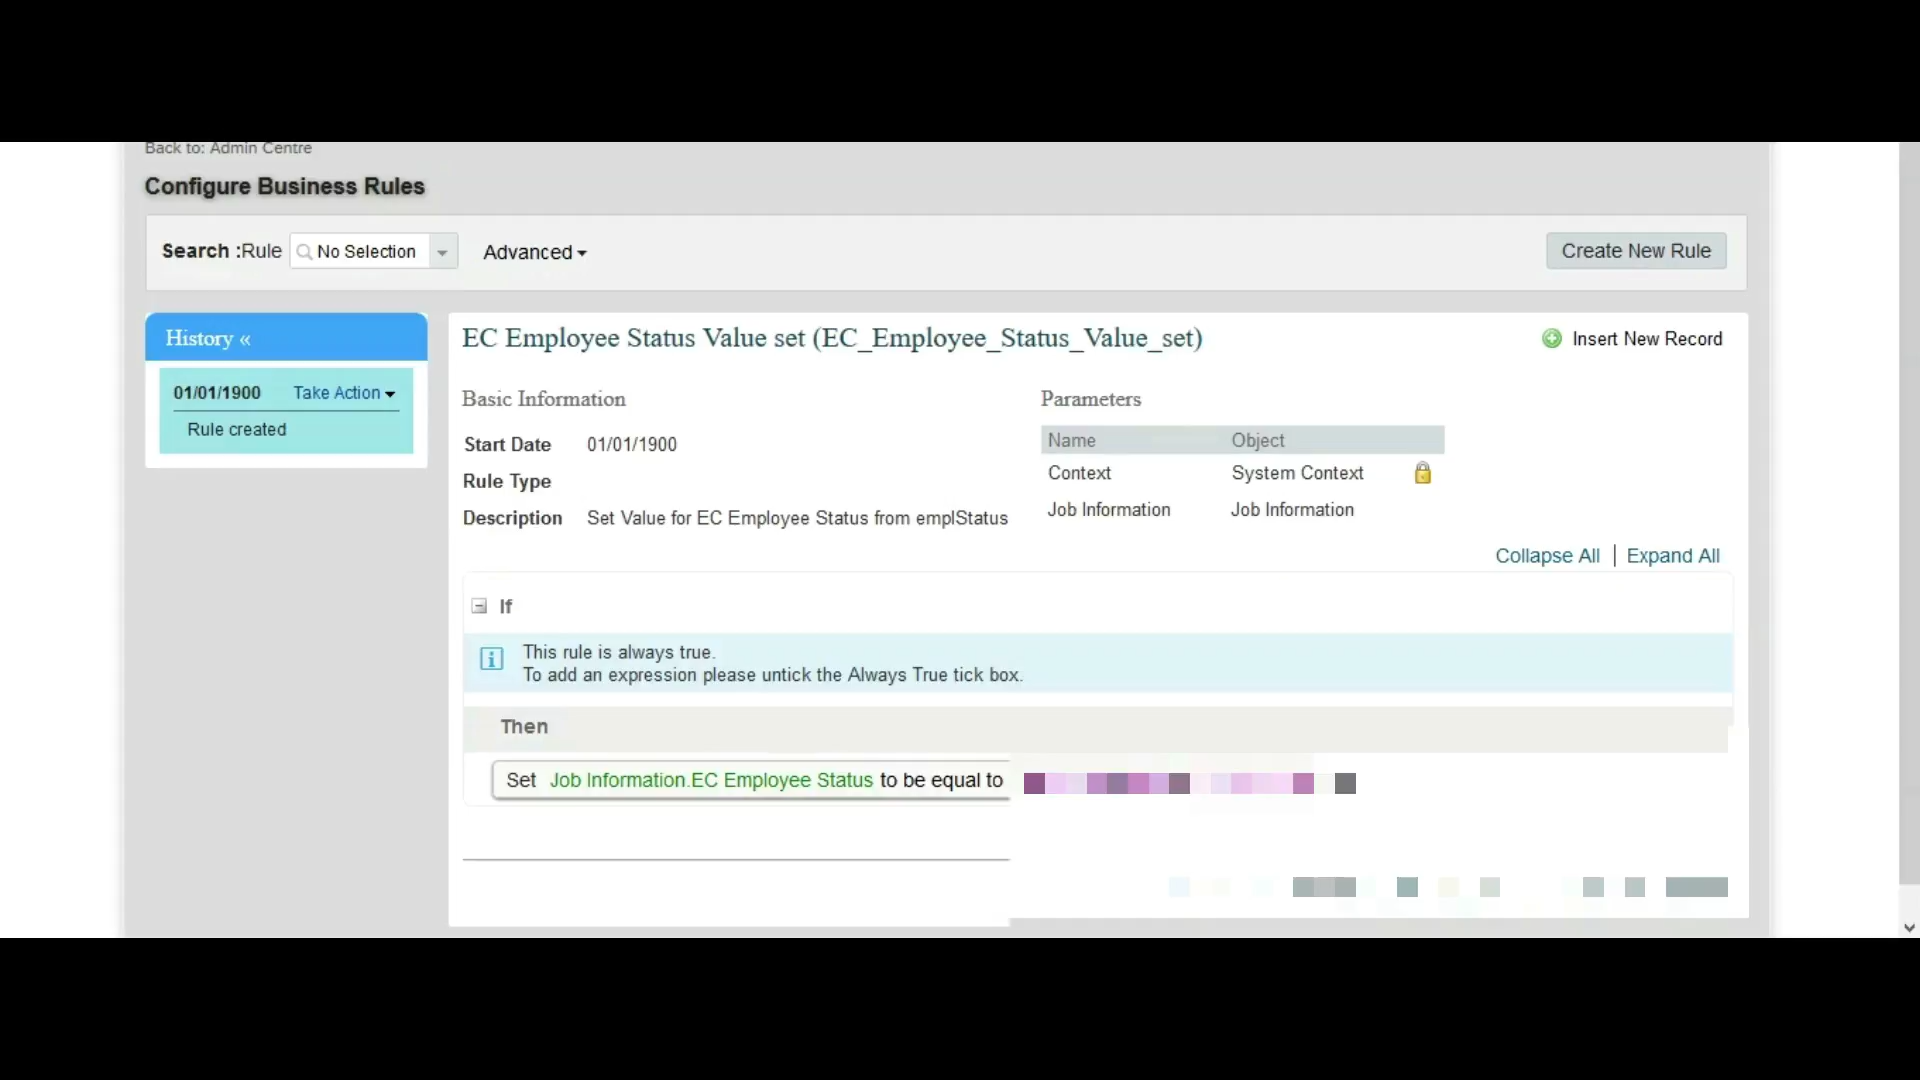 Back to: Admin Centre
Configure Business Rules
Search :Rule No Selection Advanced Create New Rule
History «
01/01/1900 Take Action
Rule created
EC Employee Status Value set (EC_Employee_Status_Value_set)
Insert New Record
Basic Information
Start Date 01/01/1900
Rule Type
Description Set Value for EC Employee Status from emplStatus
Parameters
Name Object
Context System Context
Job Information Job Information
Collapse All | Expand All
If
This rule is always true.
To add an expression please untick the Always True tick box.
Then
Set Job Information.EC Employee Status to be equal to